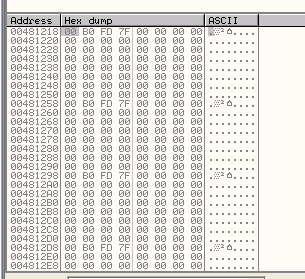 Address Hex dump ASCII
00481218 00 B0 FD 7F 00 00 00 00 .░²⌂....
00481220 00 00 00 00 00 00 00 00 ........
00481228 00 00 00 00 00 00 00 00 ........
00481230 00 00 00 00 00 00 00 00 ........
00481238 00 00 00 00 00 00 00 00 ........
00481240 00 00 00 00 00 00 00 00 ........
00481248 00 00 00 00 00 00 00 00 ........
00481250 00 00 00 00 00 00 00 00 ........
00481258 00 B0 FD 7F 00 00 00 00 .░²⌂....
00481260 00 00 00 00 00 00 00 00 ........
00481268 00 00 00 00 00 00 00 00 ........
00481270 00 00 00 00 00 00 00 00 ........
00481278 00 00 00 00 00 00 00 00 ........
00481280 00 00 00 00 00 00 00 00 ........
00481288 00 00 00 00 00 00 00 00 ........
00481290 00 00 00 00 00 00 00 00 ........
00481298 00 B0 FD 7F 00 00 00 00 .░²⌂....
004812A0 00 00 00 00 00 00 00 00 ........
004812A8 00 00 00 00 00 00 00 00 ........
004812B0 00 00 00 00 00 00 00 00 ........
004812B8 00 00 00 00 00 00 00 00 ........
004812C0 00 00 00 00 00 00 00 00 ........
004812C8 00 00 00 00 00 00 00 00 ........
004812D0 00 00 00 00 00 00 00 00 ........
004812D8 00 B0 FD 7F 00 00 00 00 .░²⌂....
004812E0 00 00 00 00 00 00 00 00 ........
004812E8 00 00 00 00 00 00 00 00 ........